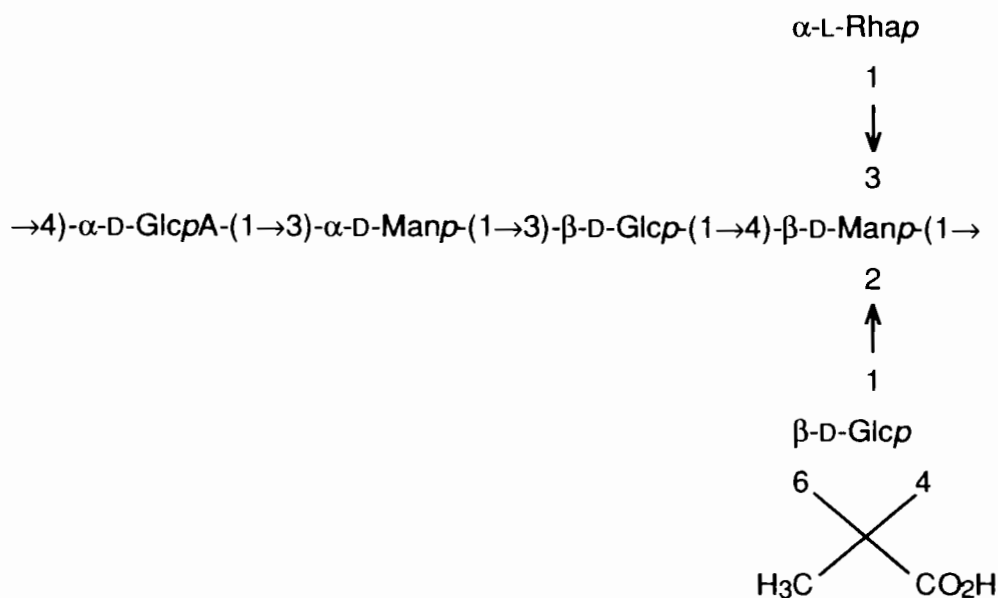 α-L-Rhap
1
3
→4)-α-D-GlcpA-(1→3)-α-D-Manp-(1→3)-β-D-Glcp-(1→4)-β-D-Manp-(1→
2
1
β-D-Glcp
6 4
H₃C CO₂H